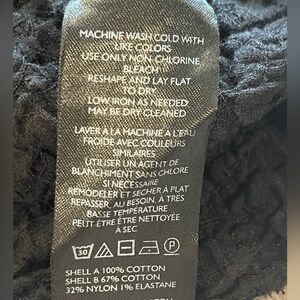 MACHINE WASH COLD WITH
LIKE COLORS
USE ONLY NON-CHLORINE
BLEACH
RESHAPE AND LAY FLAT
TO DRY
LOW IRON AS NEEDED
MAY BE DRY CLEANED
LAVER À LA MACHINE À L'EAU
FROIDE AVEC COULEURS
SIMILAIRES
UTILISER UN AGENT DE
BLANCHIMENT SANS CHLORE
SI NECESSAIRE
REMODELER ET SECHER A PLAT
REPASSER, AU BESOIN, À TRÈS
BASSE TEMPERATURE
PEUT ÊTRE ÊTRE NETTOYÉE
A SEC
30
P
SHELL A 100% COTTON
SHELL B 67% COTTON
32% NYLON 1% ELASTANE